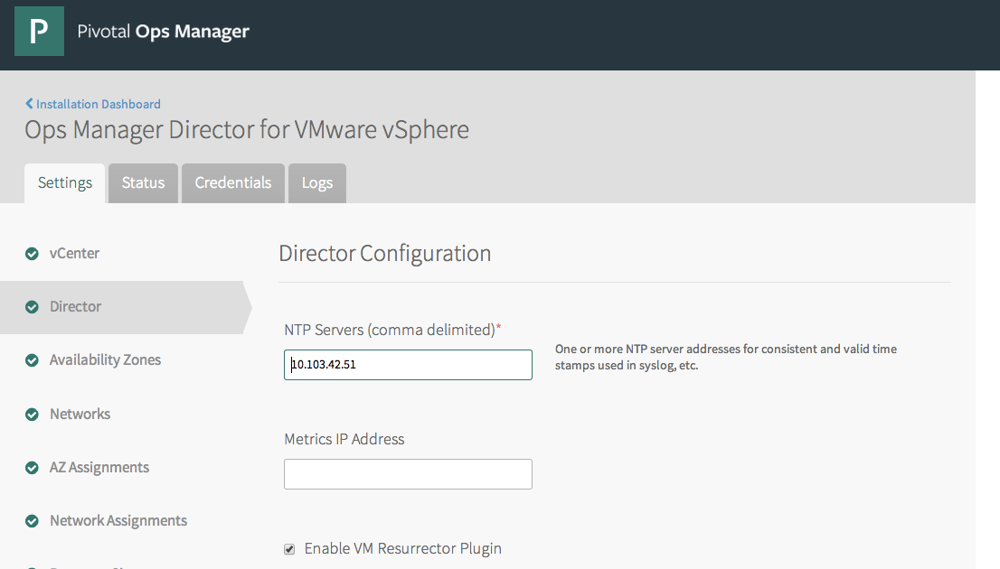 P
Pivotal Ops Manager
Installation Dashboard
Ops Manager Director for VMware vSphere
Settings
Status
Credentials
Logs
vCenter
Director
Availability Zones
Networks
AZ Assignments
Network Assignments
Director Configuration
NTP Servers (comma delimited)*
10.103.42.51
One or more NTP server addresses for consistent and valid time
stamps used in syslog, etc.
Metrics IP Address
Enable VM Resurrector Plugin